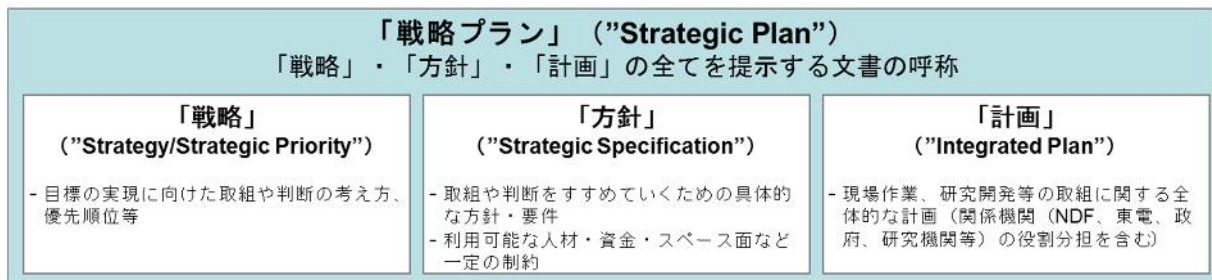 「戦略プラン」（”Strategic Plan”）
「戦略」・「方針」・「計画」の全てを提示する文書の呼称
「戦略」
（”Strategy/Strategic Priority”）
- 目標の実現に向けた取組や判断の考え方、
優先順位等
「方針」
（”Strategic Specification”）
- 取組や判断をすすめていくための具体的
な方針・要件
- 利用可能な人材・資金・スペース面など
一定の制約
「計画」
（”Integrated Plan”）
- 現場作業、研究開発等の取組に関する全
体的な計画（関係機関（NDF、東電、政
府、研究機関等）の役割分担を含む）